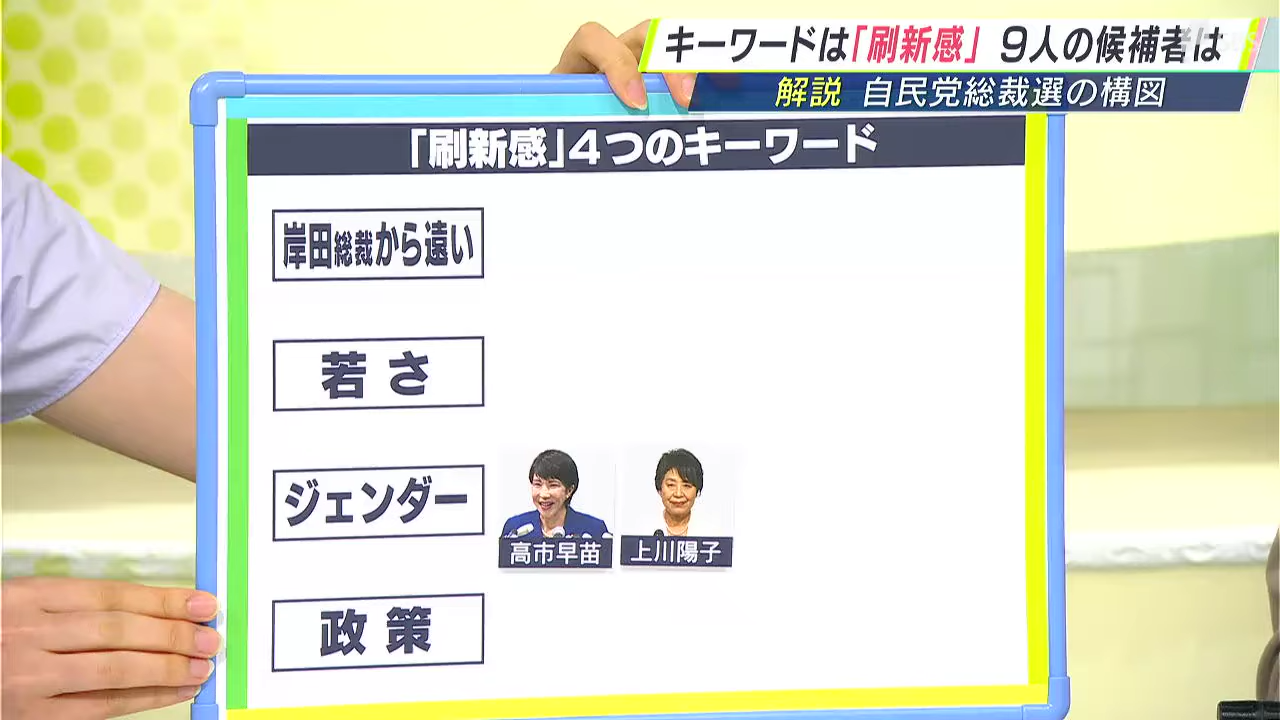 キーワードは「刷新感」 9人の候補者は
解説 自民党総裁選の構図
「刷新感」4つのキーワード
岸田総裁から遠い
若さ
ジェンダー
高市早苗
上川陽子
政策